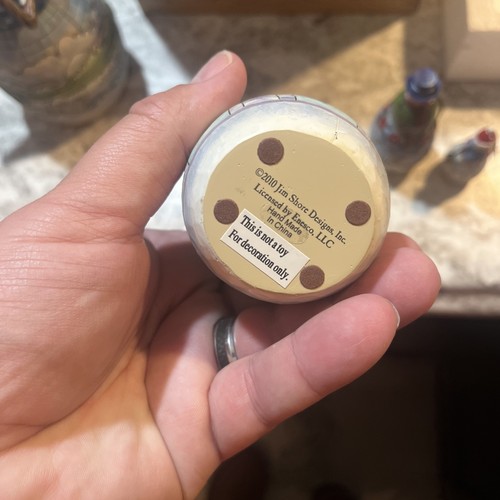 ©2010 Jim Shore Designs, Inc.
Licensed by Enesco, LLC
Hand Made
in China
This is not a toy
For decoration only.